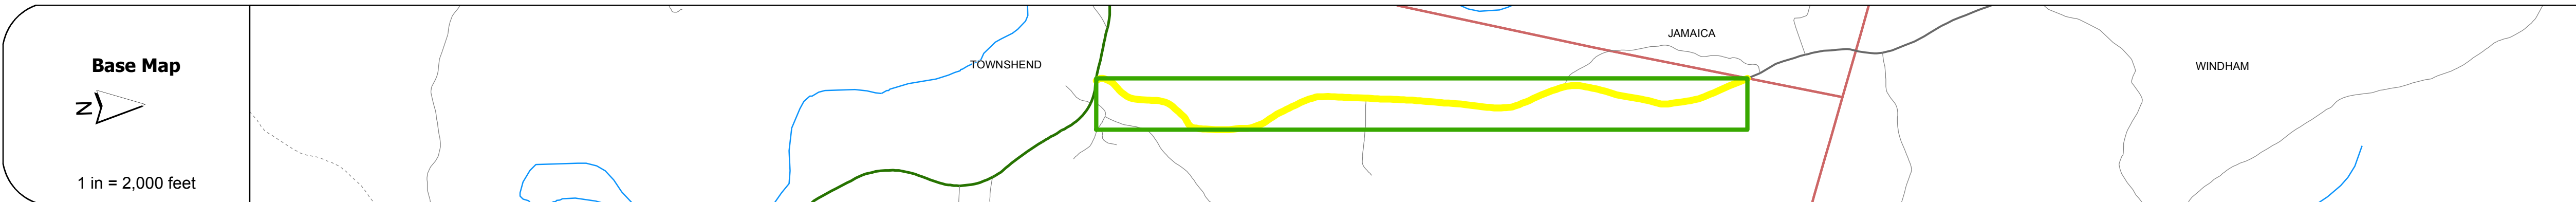 Base Map
N
1 in = 2,000 feet
TOWNSHEND
JAMAICA
WINDHAM